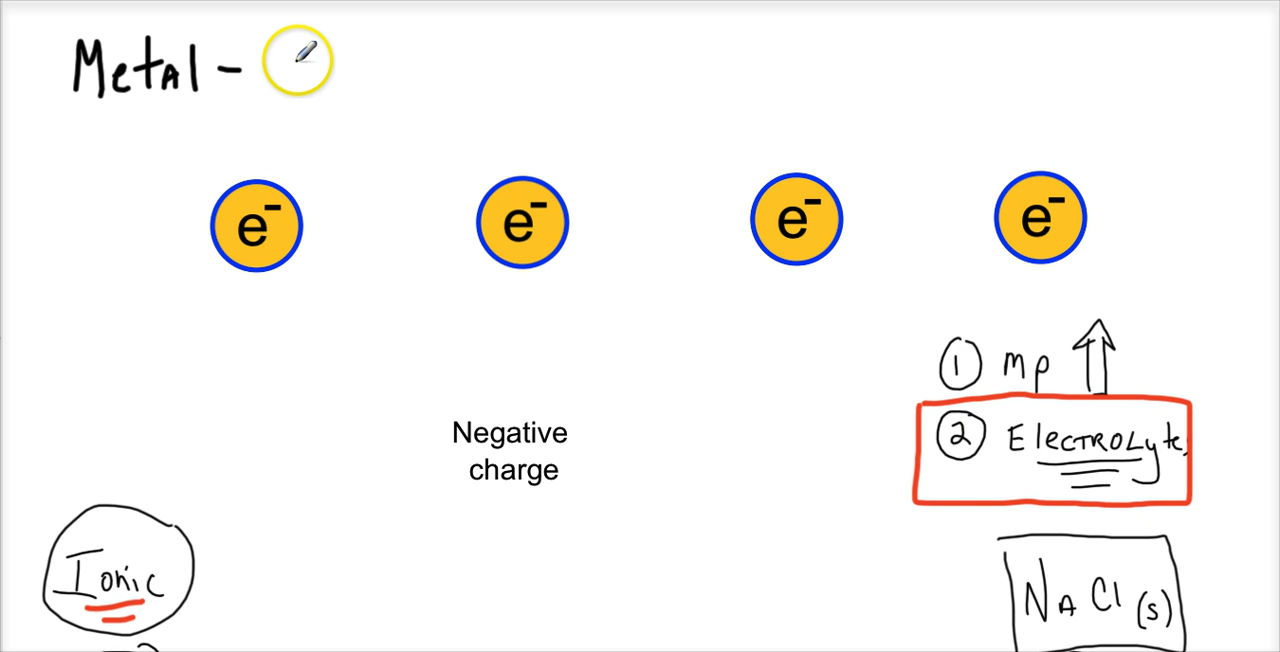 Metal -
e- e- e- e-
1 mp
2 Electrolyte
Negative
charge
Ionic
NaCl (s)